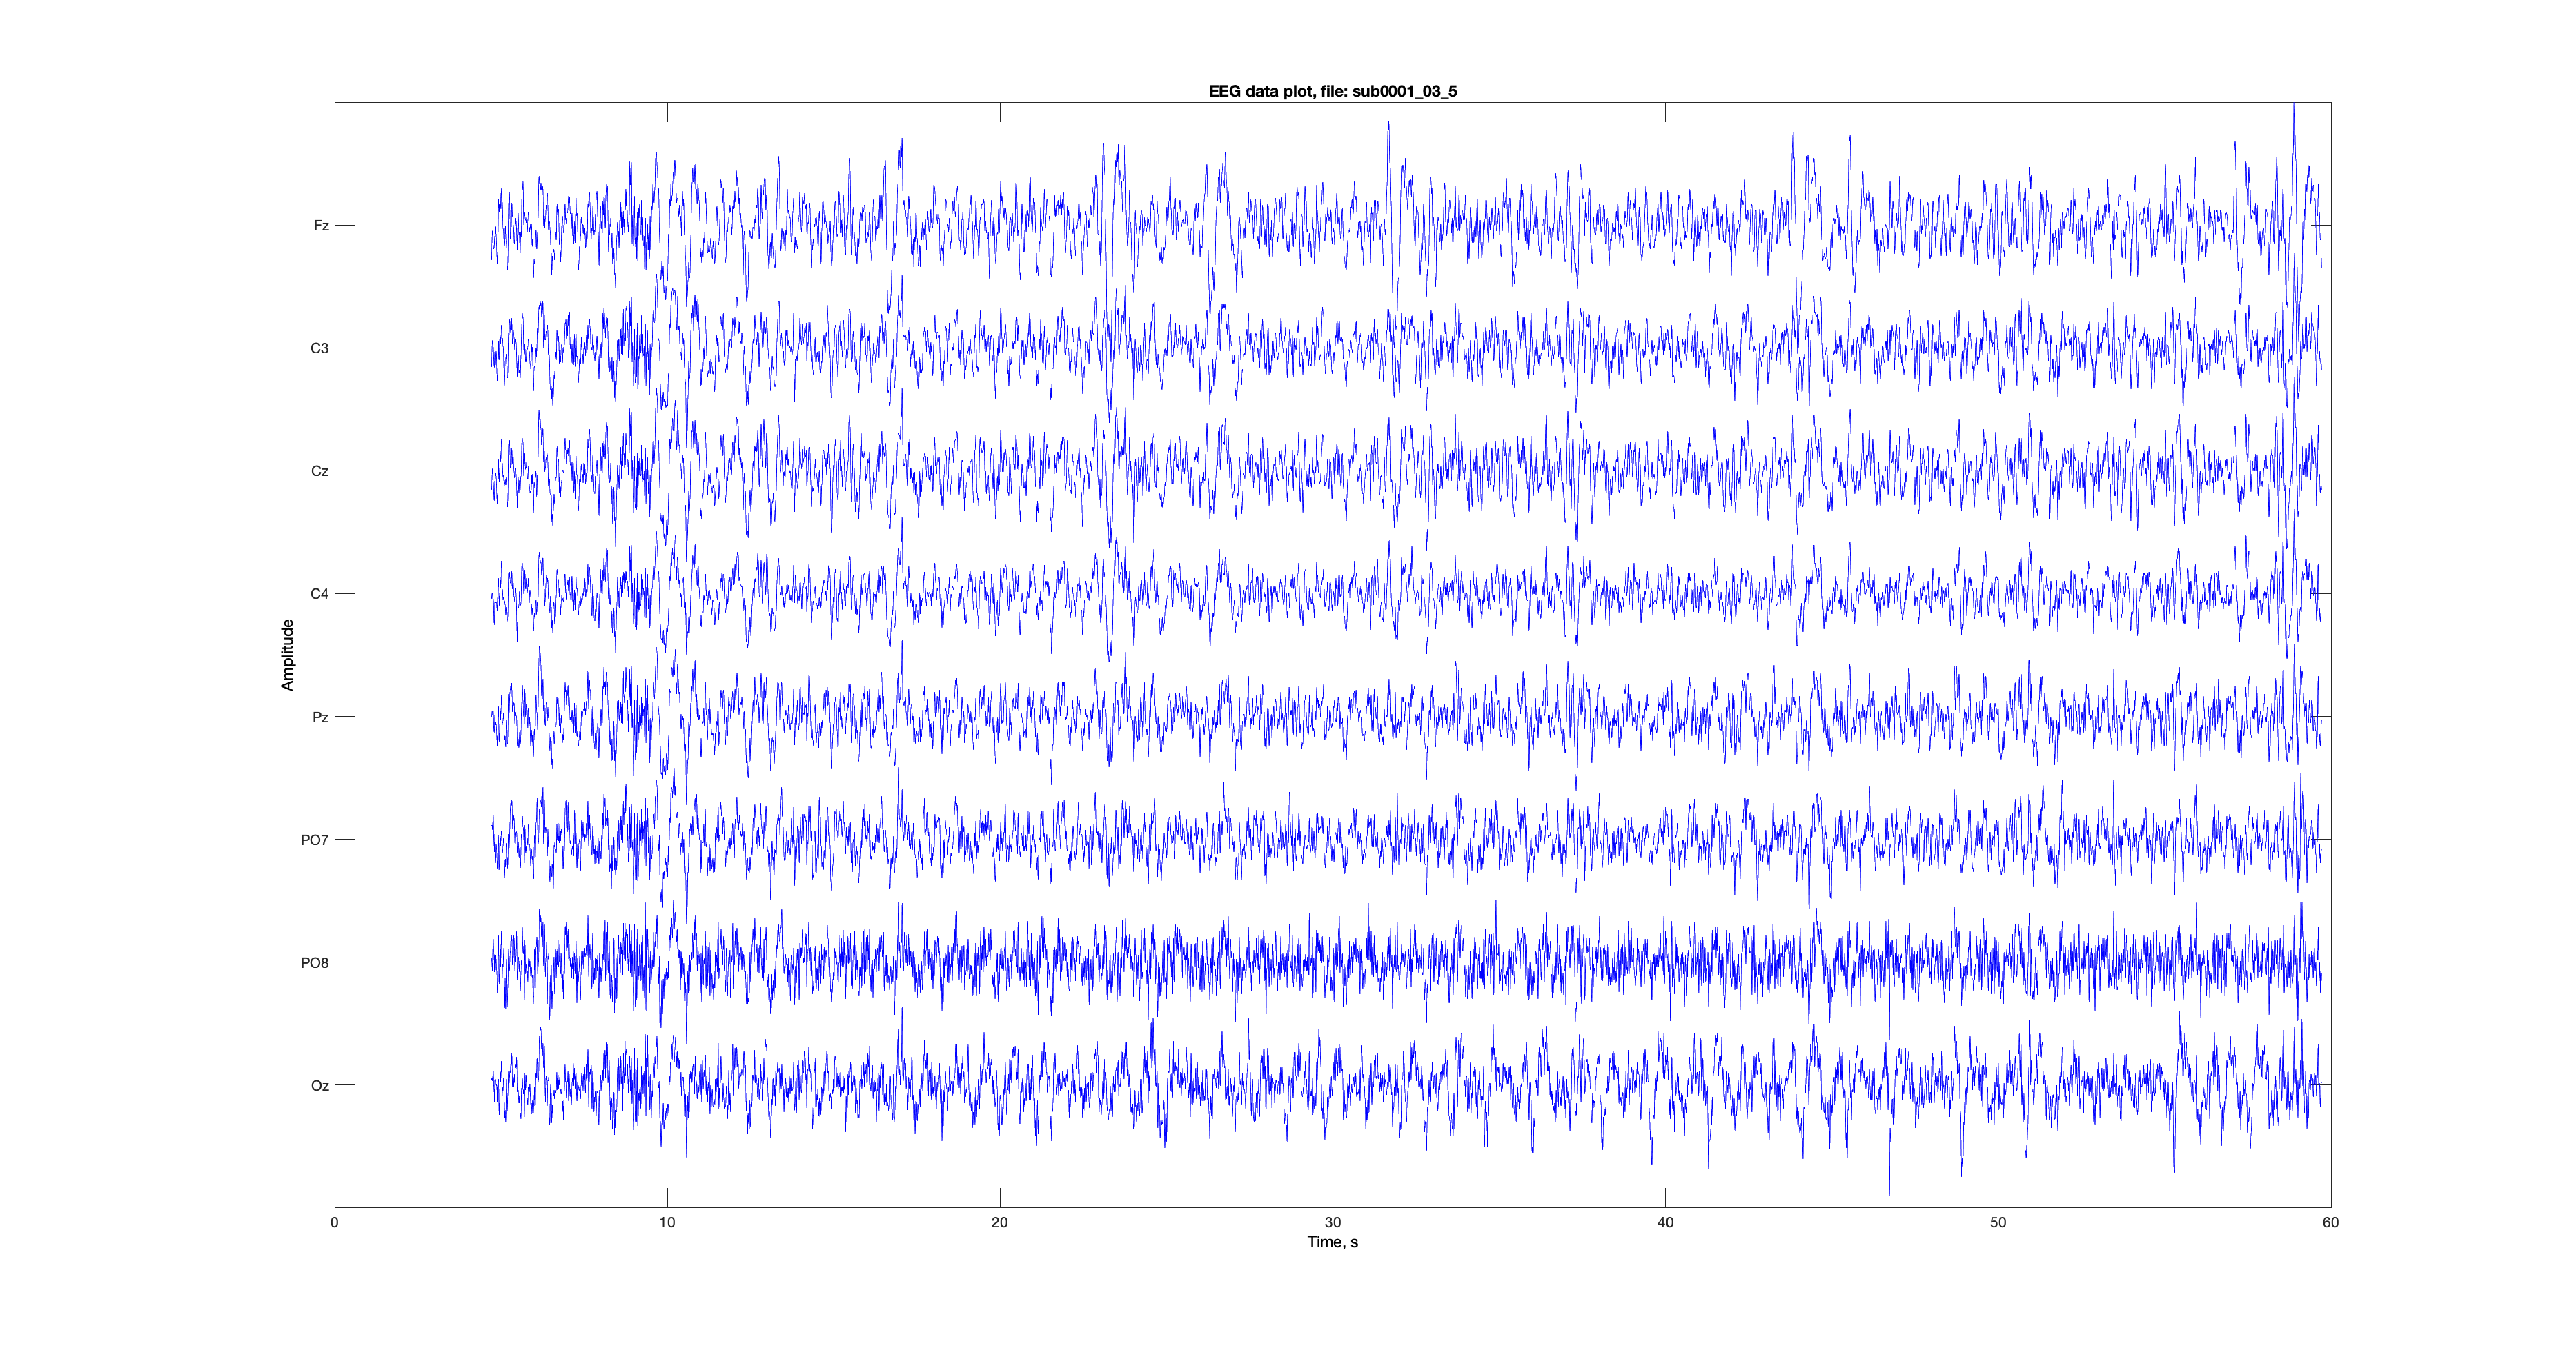 EEG data plot, file: sub0001_03_5
Fz
C3
Cz
C4
Amplitude
Pz
PO7
PO8
Oz
0 10 20 30 40 50 60
Time, s